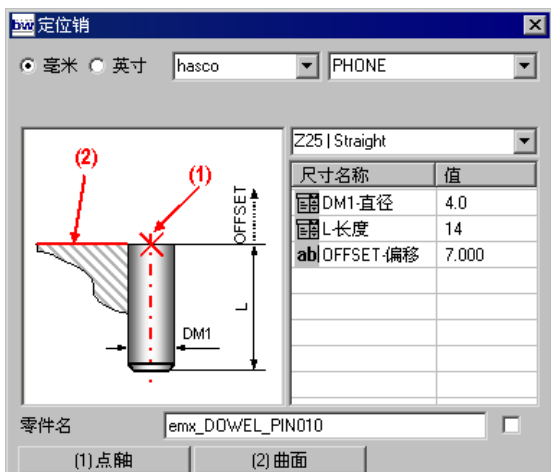 bw 定位销
毫米 英寸 hasco PHONE
Z25 | Straight
尺寸名称 值
DM1-直径 4.0
L-长度 14
ab| OFFSET-偏移 7.000
(2)
(1)
OFFSET
L
DM1
零件名 emx_DOWEL_PIN010
(1)点|轴 (2)曲面